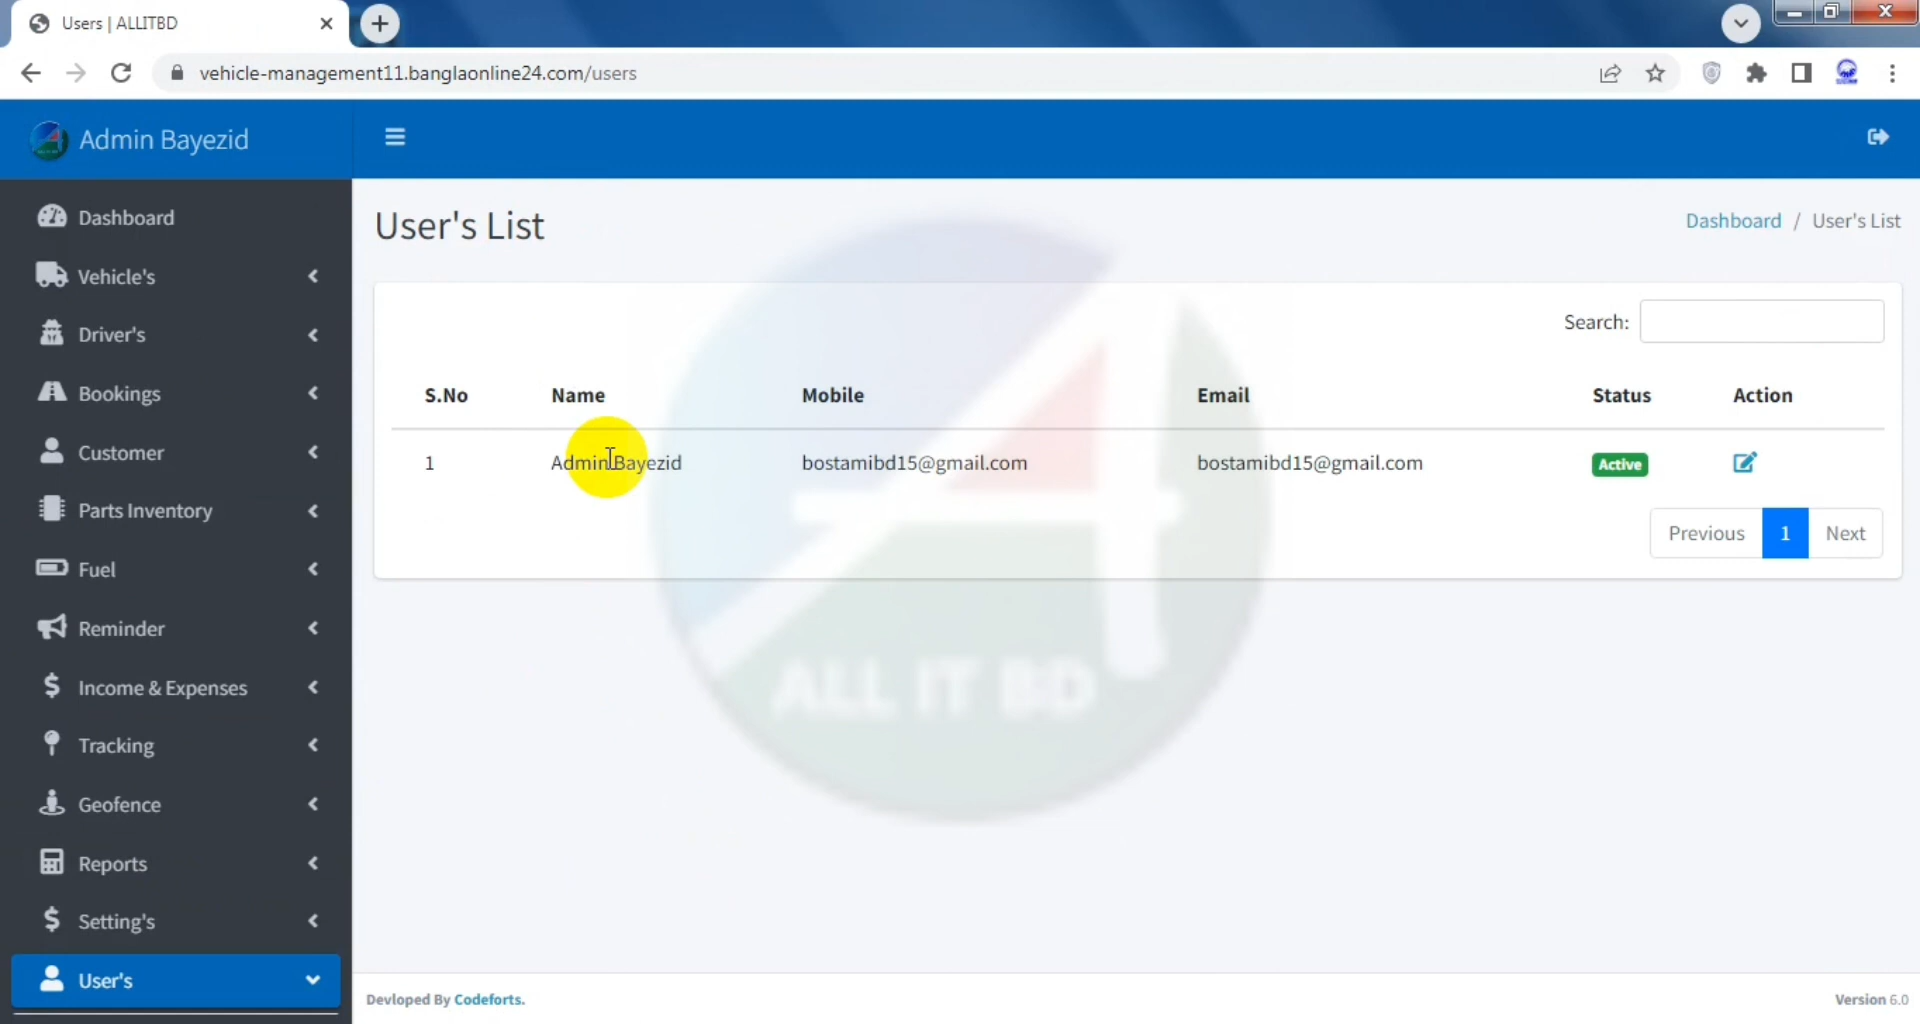 Users | ALLITBD
vehicle-management11.banglaonline24.com/users
Admin Bayezid
Dashboard
Vehicle's
Driver's
Bookings
Customer
Parts Inventory
Fuel
Reminder
Income & Expenses
Tracking
Geofence
Reports
Setting's
User's
User's List
Dashboard / User's List
Search:
S.No Name Mobile Email Status Action
1 Admin Bayezid bostamibd15@gmail.com bostamibd15@gmail.com Active
Previous 1 Next
ALL IT BD
Devloped By Codeforts.
Version 6.0